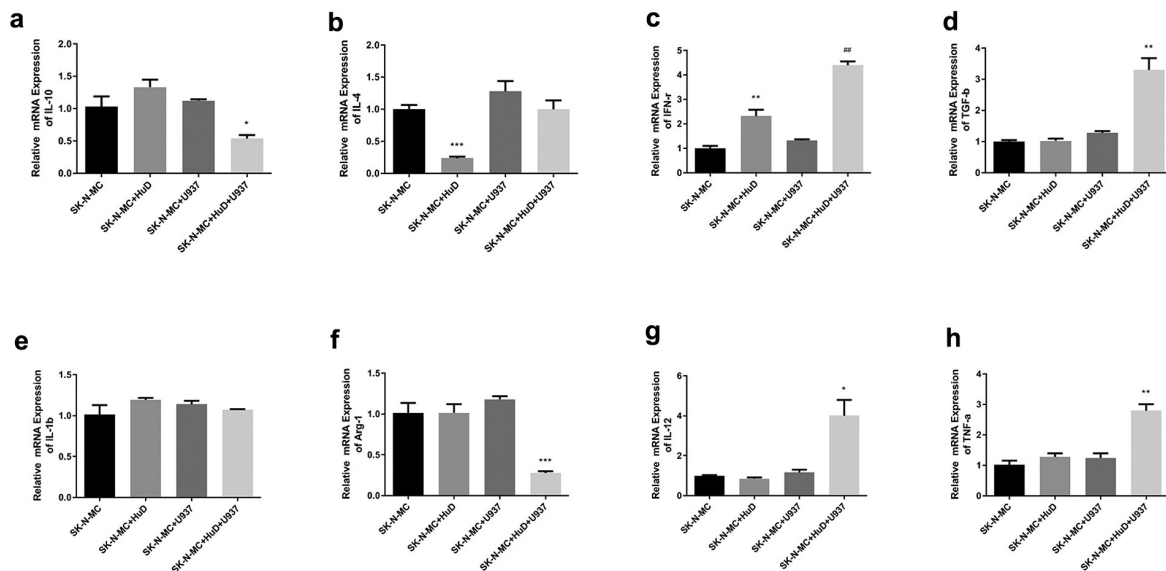 a
Relative mRNA Expression
of IL-10
2.0
1.5
1.0
0.5
0.0
*
SK-N-MC
SK-N-MC+HuD
SK-N-MC+U937
SK-N-MC+HuD+U937
b
Relative mRNA Expression
of IL-4
2.0
1.5
1.0
0.5
0.0
***
SK-N-MC
SK-N-MC+HuD
SK-N-MC+U937
SK-N-MC+HuD+U937
c
Relative mRNA Expression
of IFN-r
5
4
3
2
1
0
**
##
SK-N-MC
SK-N-MC+HuD
SK-N-MC+U937
SK-N-MC+HuD+U937
d
Relative mRNA Expression
of TGF-b
4
3
2
1
0
**
SK-N-MC
SK-N-MC+HuD
SK-N-MC+U937
SK-N-MC+HuD+U937
e
Relative mRNA Expression
of IL-1b
1.5
1.0
0.5
0.0
SK-N-MC
SK-N-MC+HuD
SK-N-MC+U937
SK-N-MC+HuD+U937
f
Relative mRNA Expression
of Arg-1
1.5
1.0
0.5
0.0
***
SK-N-MC
SK-N-MC+HuD
SK-N-MC+U937
SK-N-MC+HuD+U937
g
Relative mRNA Expression
of IL-12
6
4
2
0
*
SK-N-MC
SK-N-MC+HuD
SK-N-MC+U937
SK-N-MC+HuD+U937
h
Relative mRNA Expression
of TNF-a
4
3
2
1
0
**
SK-N-MC
SK-N-MC+HuD
SK-N-MC+U937
SK-N-MC+HuD+U937